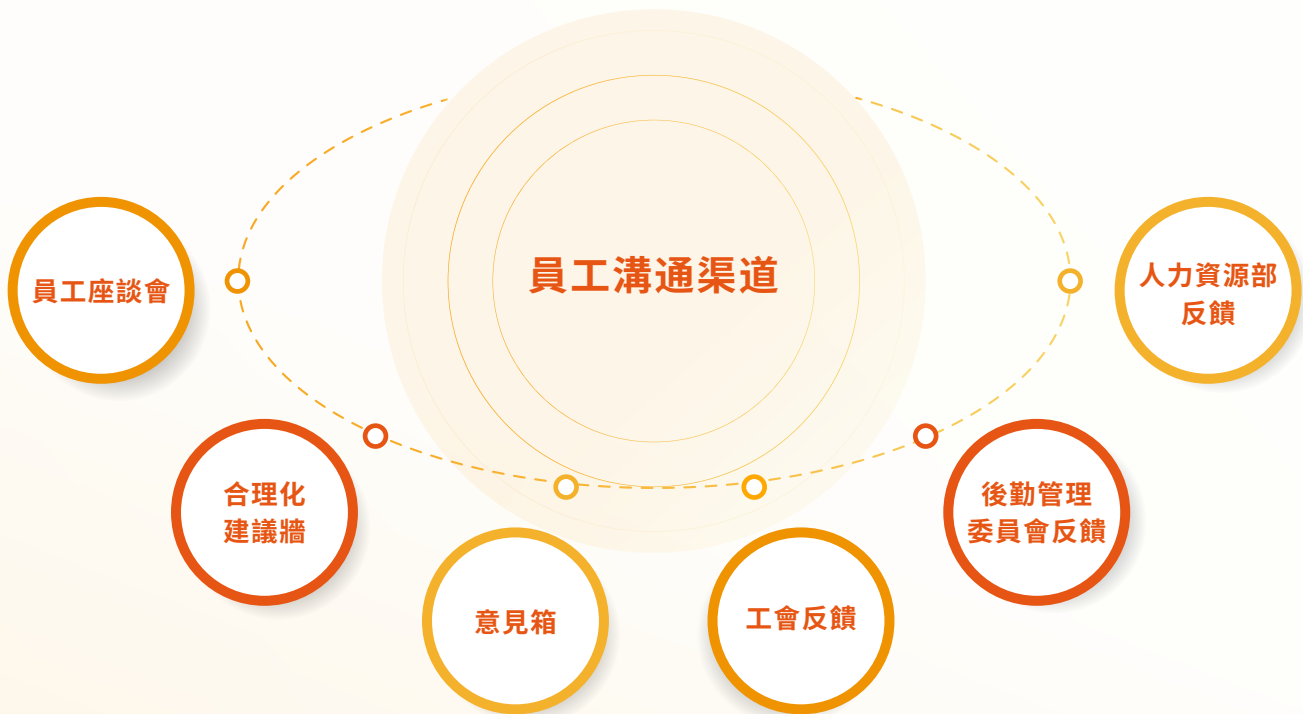 員工溝通渠道
員工座談會
合理化
建議牆
意見箱
工會反饋
後勤管理
委員會反饋
人力資源部
反饋